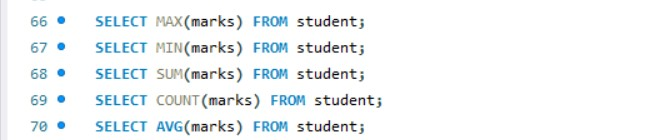 66 SELECT MAX(marks) FROM student;
67 SELECT MIN(marks) FROM student;
68 SELECT SUM(marks) FROM student;
69 SELECT COUNT(marks) FROM student;
70 SELECT AVG(marks) FROM student;